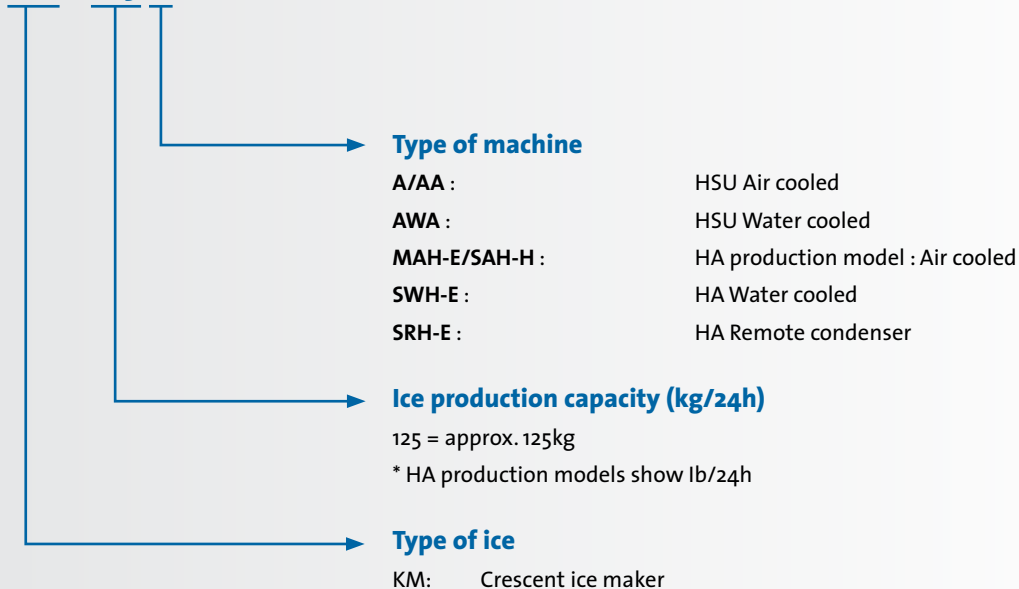 Type of machine
A/AA : HSU Air cooled
AWA : HSU Water cooled
MAH-E/SAH-H : HA production model : Air cooled
SWH-E : HA Water cooled
SRH-E : HA Remote condenser
Ice production capacity (kg/24h)
125 = approx. 125kg
* HA production models show Ib/24h
Type of ice
KM: Crescent ice maker